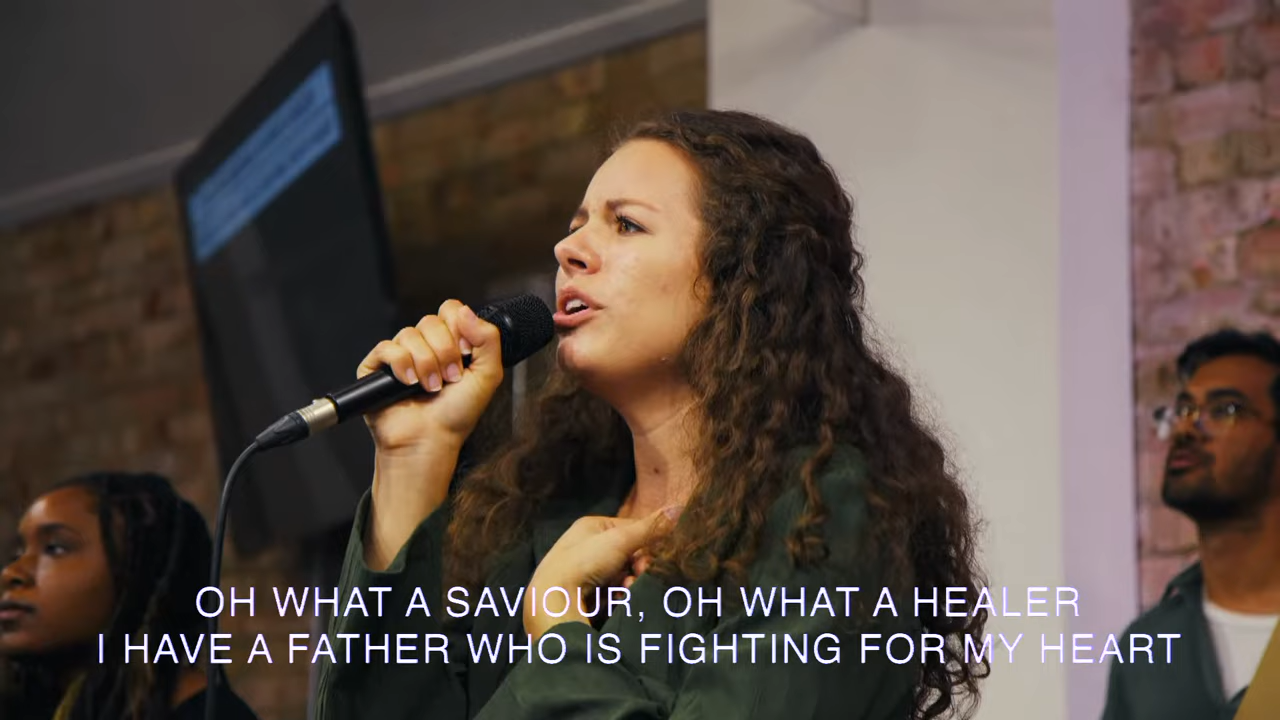 OH WHAT A SAVIOUR, OH WHAT A HEALER
I HAVE A FATHER WHO IS FIGHTING FOR MY HEART